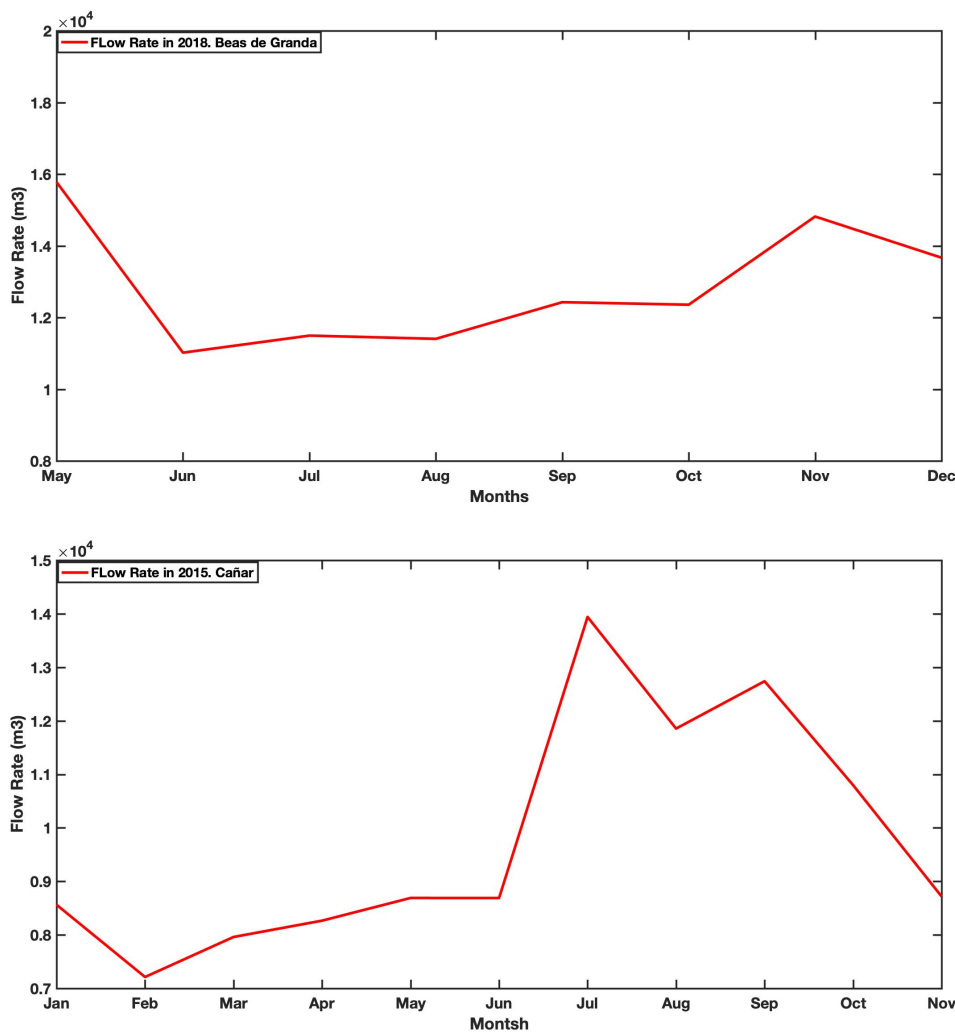 ×10⁴
2
FLow Rate in 2018. Beas de Granda
1.8
1.6
1.4
1.2
1
0.8
Flow Rate (m3)
May Jun Jul Aug Sep Oct Nov Dec
Months
×10⁴
1.5
FLow Rate in 2015. Cañar
1.4
1.3
1.2
1.1
1
0.9
0.8
0.7
Flow Rate (m3)
Jan Feb Mar Apr May Jun Jul Aug Sep Oct Nov
Montsh